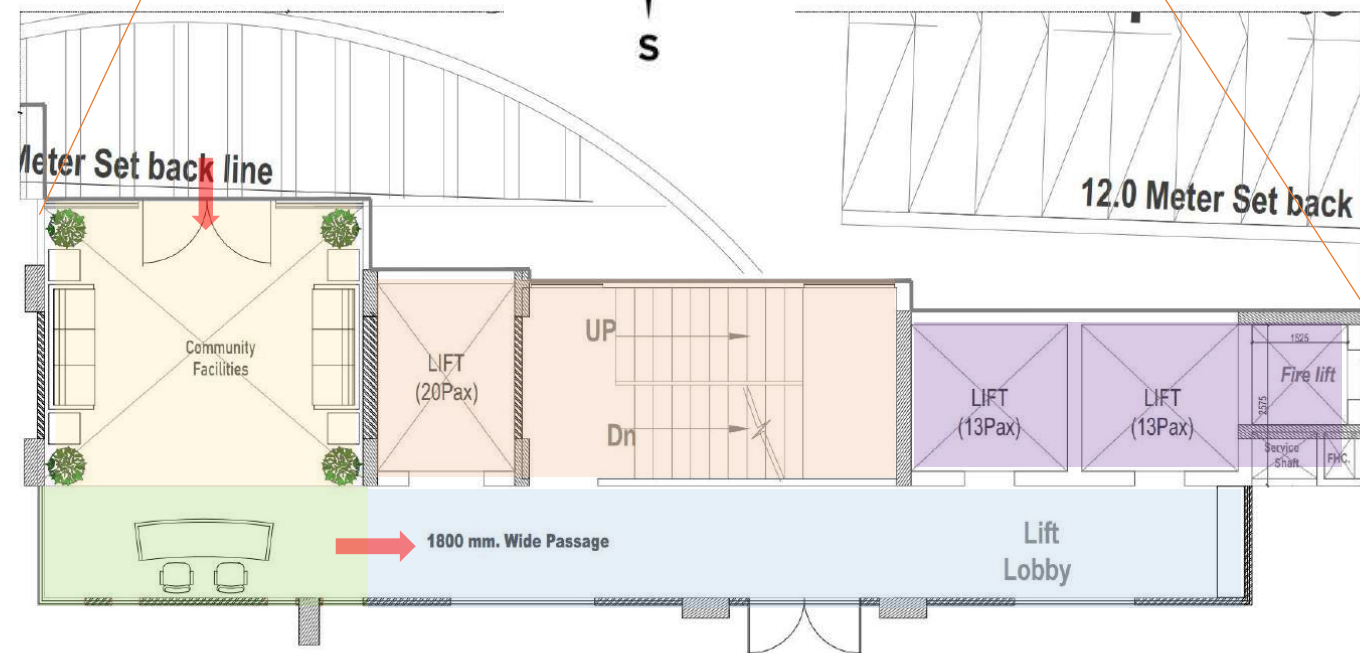 S
Meter Set back line
12.0 Meter Set back
Community
Facilities
LIFT
(20Pax)
UP
Dn
LIFT
(13Pax)
LIFT
(13Pax)
1525
Fire lift
2575
Service
Shaft
FHC.
1800 mm. Wide Passage
Lift
Lobby